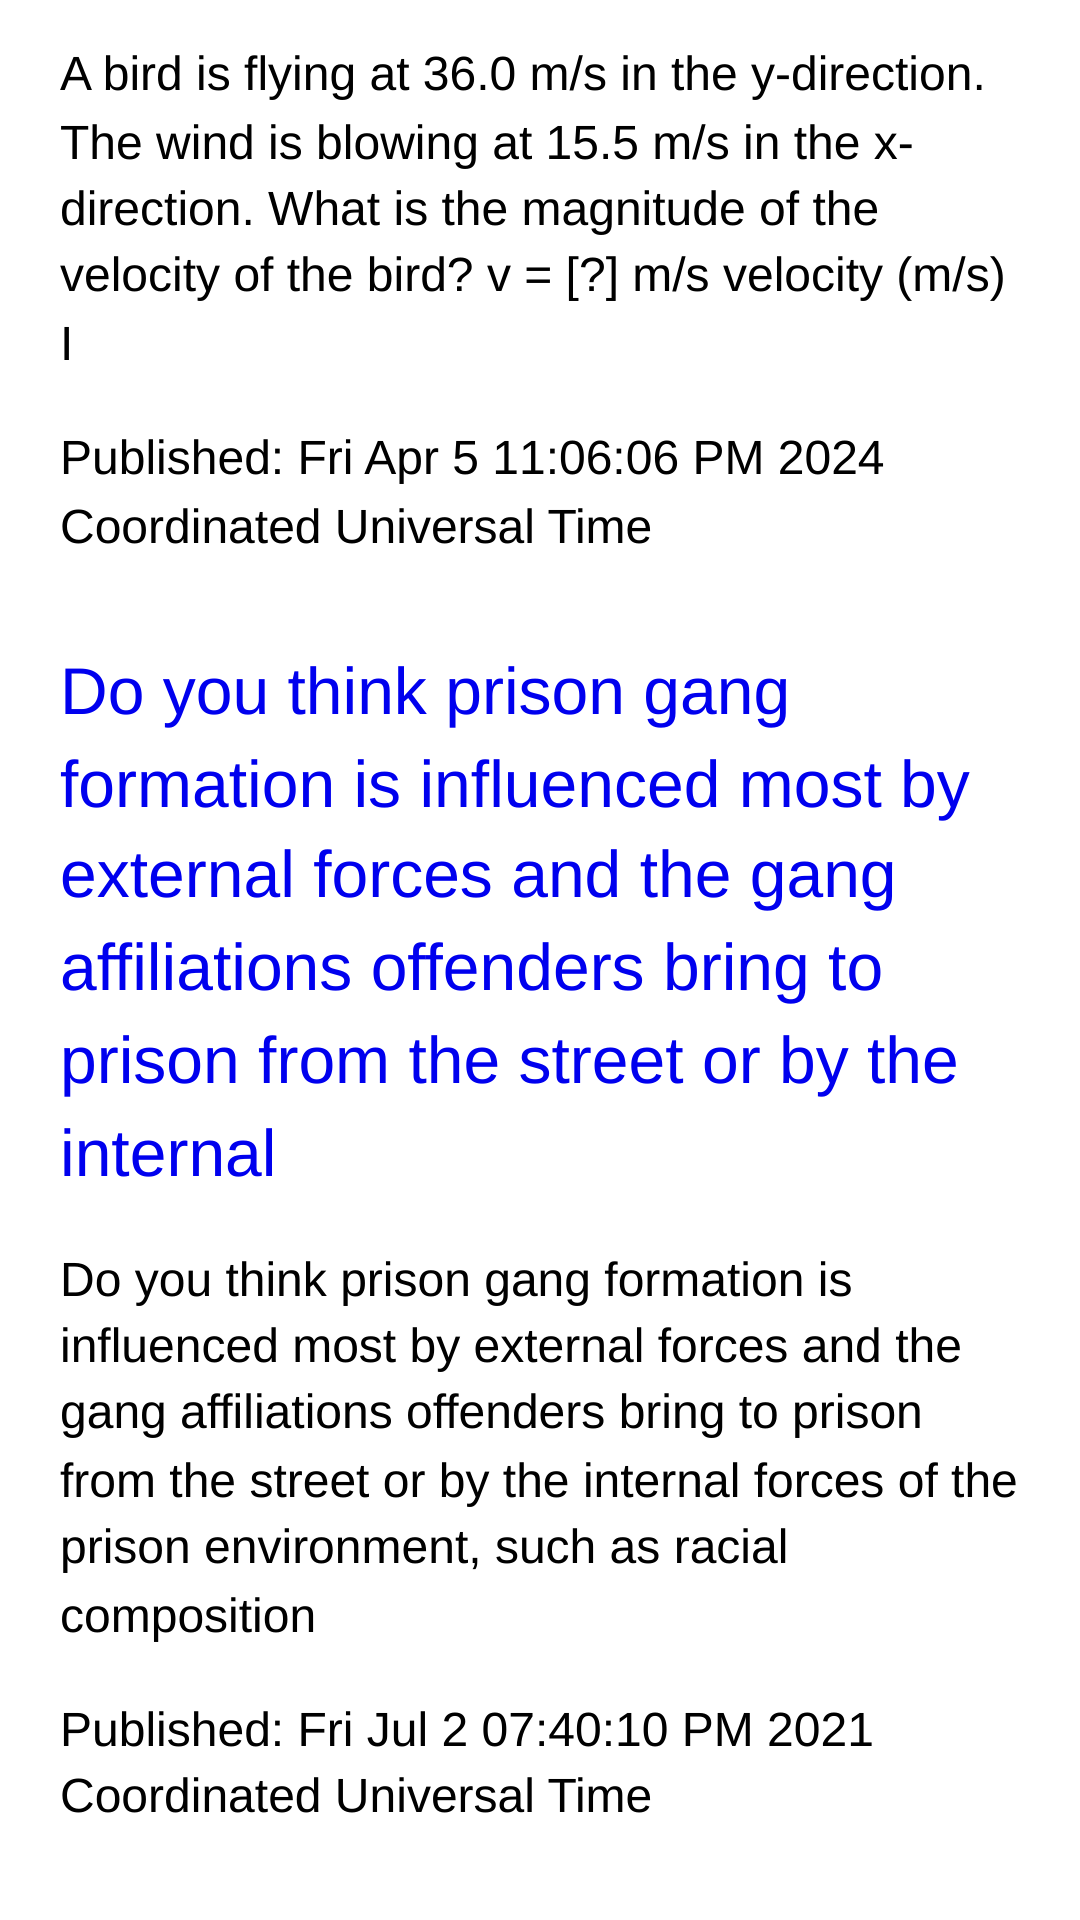 A bird is flying at 36.0 m/s in the y-direction.
The wind is blowing at 15.5 m/s in the x-
direction. What is the magnitude of the
velocity of the bird? v = [?] m/s velocity (m/s)
I
Published: Fri Apr 5 11:06:06 PM 2024
Coordinated Universal Time
Do you think prison gang
formation is influenced most by
external forces and the gang
affiliations offenders bring to
prison from the street or by the
internal
Do you think prison gang formation is
influenced most by external forces and the
gang affiliations offenders bring to prison
from the street or by the internal forces of the
prison environment, such as racial
composition
Published: Fri Jul 2 07:40:10 PM 2021
Coordinated Universal Time